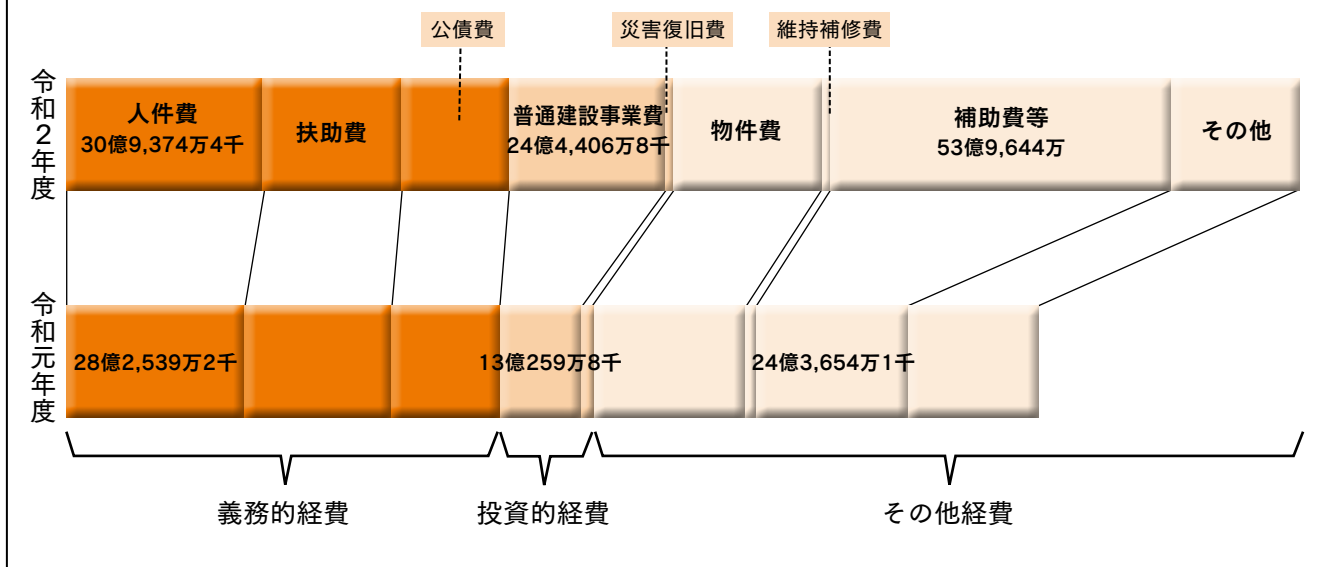 公債費
災害復旧費
維持補修費
令和2年度
人件費
30億9,374万4千
扶助費
普通建設事業費
24億4,406万8千
物件費
補助費等
53億9,644万
その他
令和元年度
28億2,539万2千
13億259万8千
24億3,654万1千
義務的経費
投資的経費
その他経費